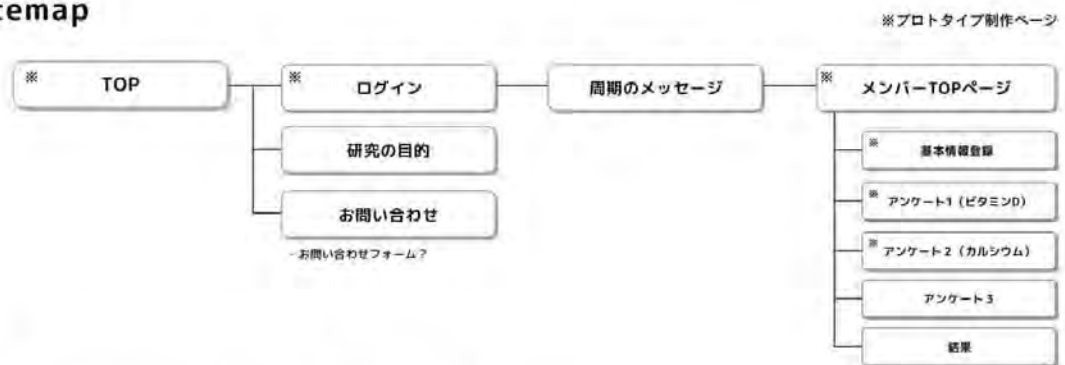 temap
※プロトタイプ制作ページ
※ TOP
※ ログイン
周期のメッセージ
※ メンバーTOPページ
研究の目的
お問い合わせ
- お問い合わせフォーム?
※ 基本情報登録
※ アンケート1(ビタミンD)
※ アンケート2(カルシウム)
アンケート3
結果